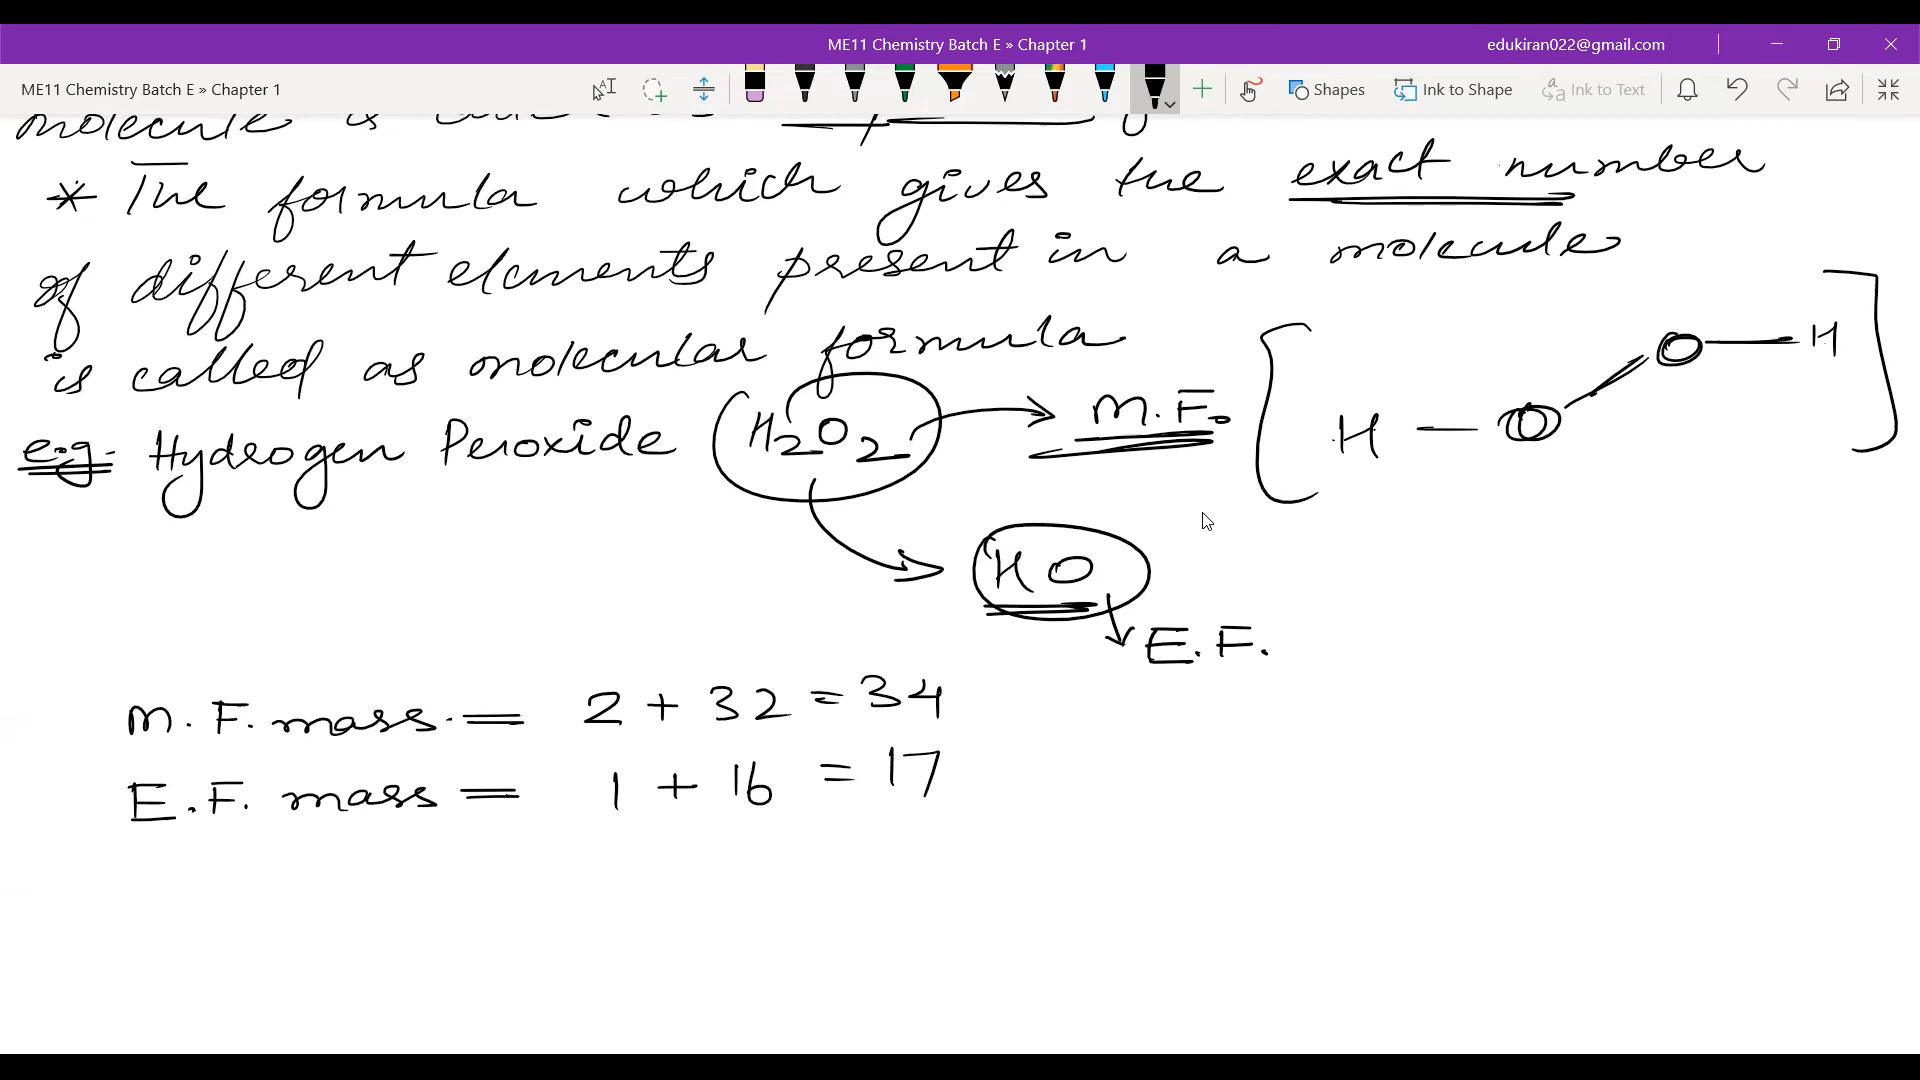 ME11 Chemistry Batch E » Chapter 1
edukiran022@gmail.com
ME11 Chemistry Batch E » Chapter 1
Shapes
Ink to Shape
Ink to Text
molecule is
* The formula which gives the exact number
of different elements present in a molecule
is called as molecular formula
e.g. Hydrogen Peroxide H2O2 M.F.
H - O - O - H
HO
E.F.
M.F. mass. = 2 + 32 = 34
E.F. mass = 1 + 16 = 17